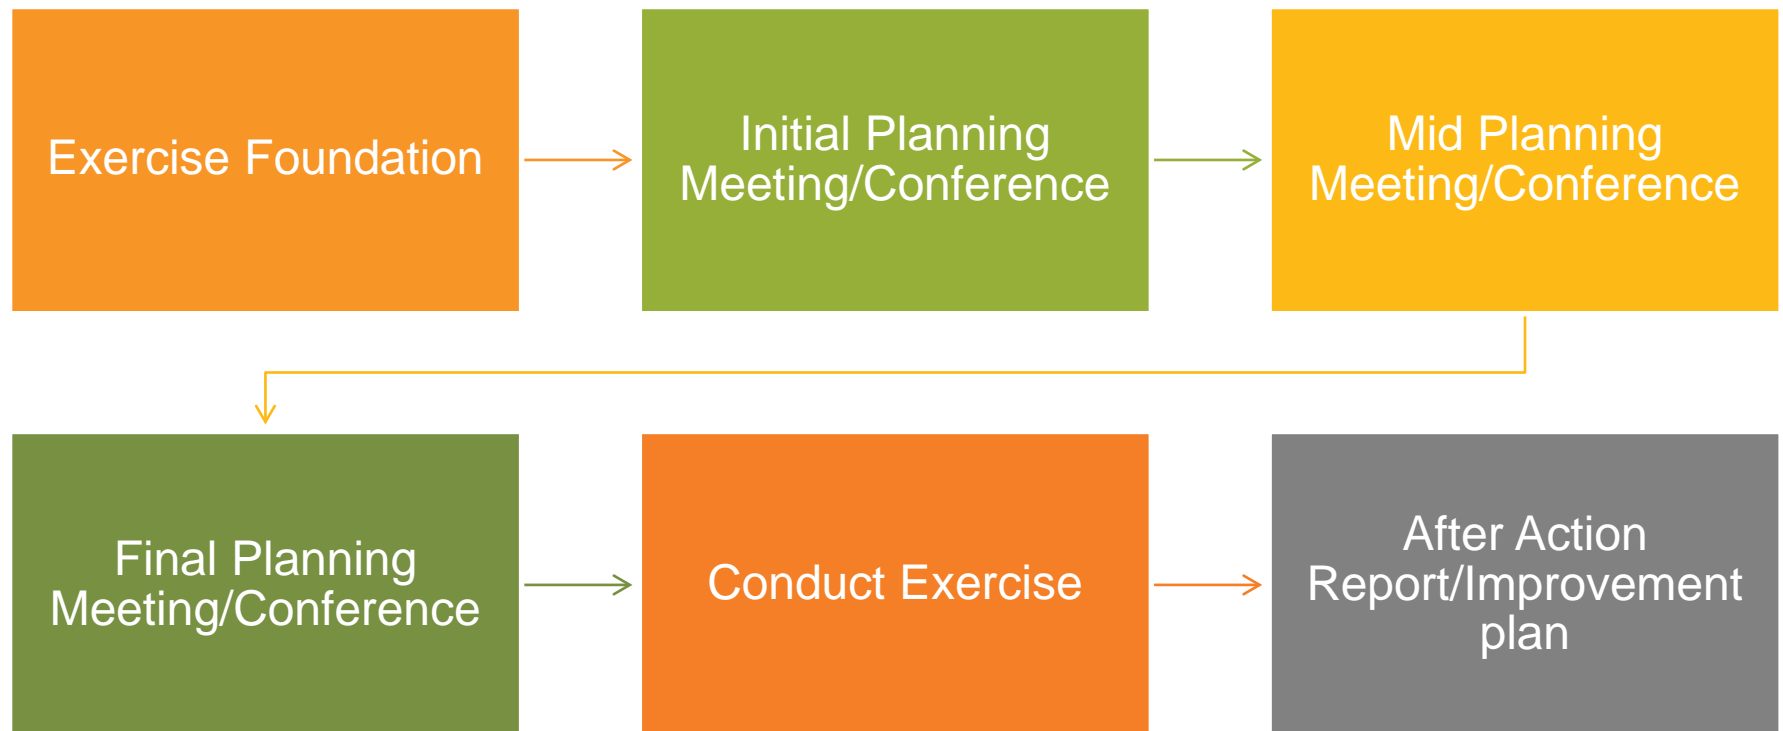 Exercise Foundation
Initial Planning
Meeting/Conference
Mid Planning
Meeting/Conference
Final Planning
Meeting/Conference
Conduct Exercise
After Action
Report/Improvement
plan